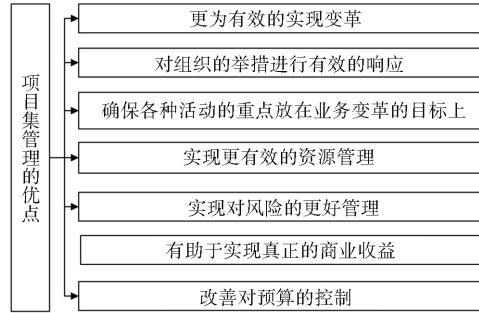 项目集管理的优点
更为有效的实现变革
对组织的举措进行有效的响应
确保各种活动的重点放在业务变革的目标上
实现更有效的资源管理
实现对风险的更好管理
有助于实现真正的商业收益
改善对预算的控制